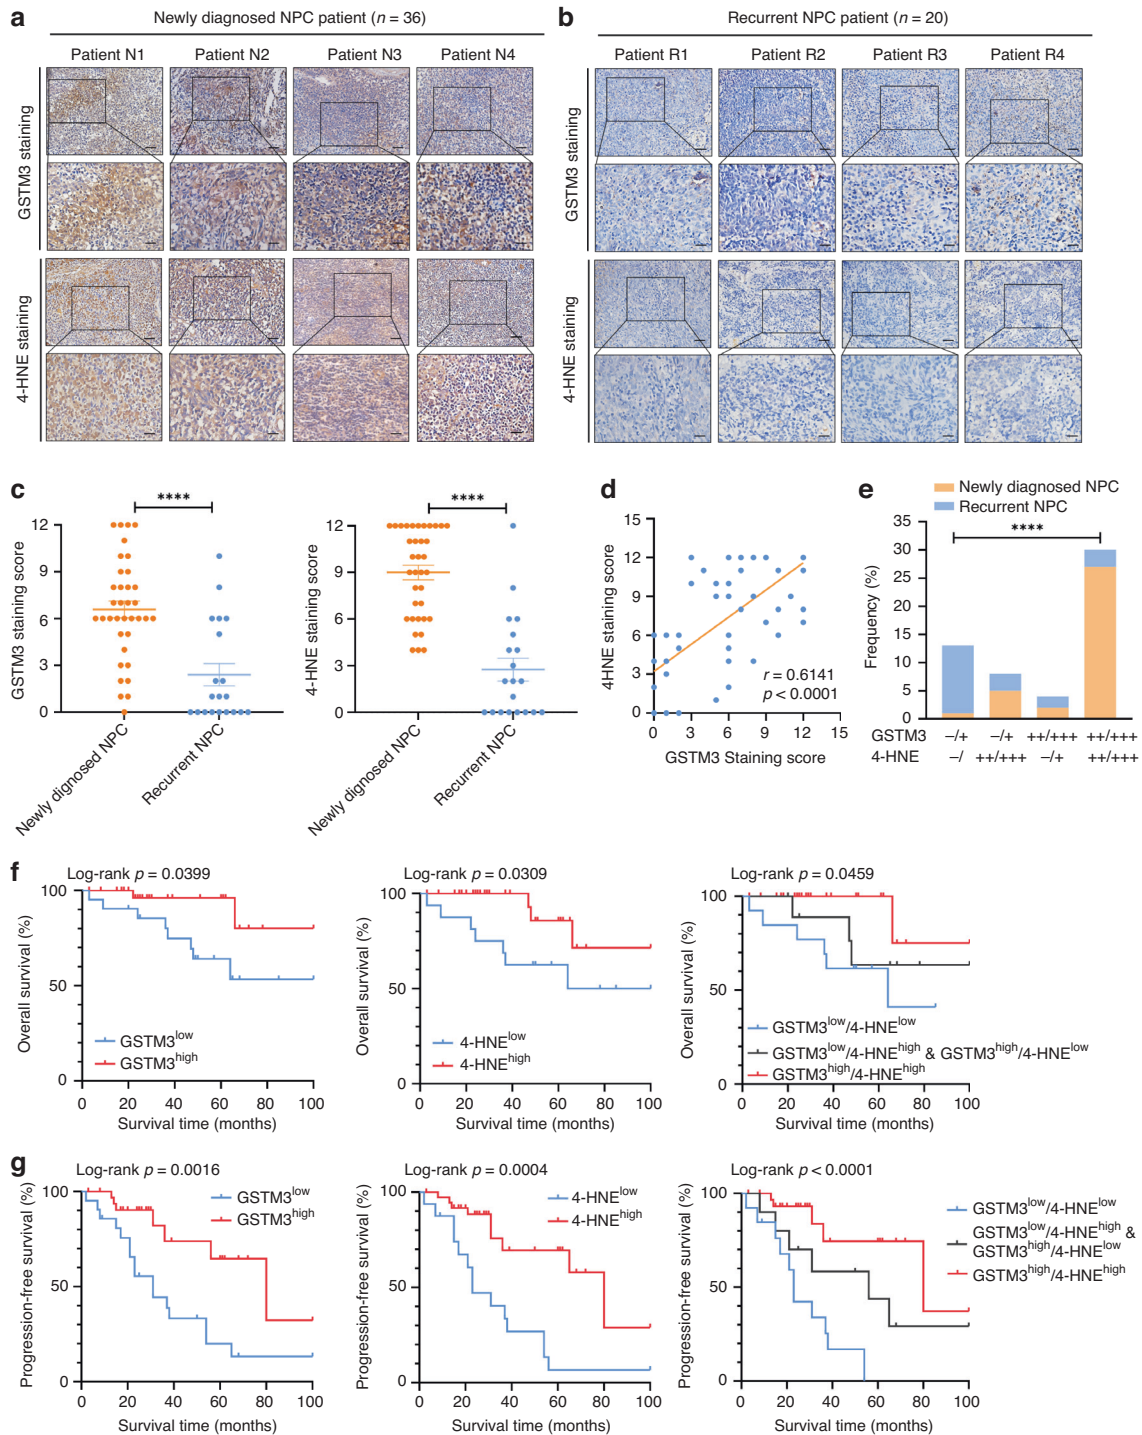 a
Newly diagnosed NPC patient (n = 36)
Patient N1 Patient N2 Patient N3 Patient N4
GSTM3 staining
4-HNE staining
b
Recurrent NPC patient (n = 20)
Patient R1 Patient R2 Patient R3 Patient R4
GSTM3 staining
4-HNE staining
c
****
GSTM3 staining score
12
9
6
3
0
Newly dignosed NPC
Recurrent NPC
****
4-HNE staining score
12
9
6
3
0
Newly dignosed NPC
Recurrent NPC
d
4HNE staining score
15
12
9
6
3
0
r = 0.6141
p < 0.0001
0 3 6 9 12 15
GSTM3 Staining score
e
Newly diagnosed NPC
Recurrent NPC
****
Frequency (%)
35
30
25
20
15
10
5
0
GSTM3 –/+ –/+ ++/+++ ++/+++
4-HNE –/ ++/+++ –/+ ++/+++
f
Log-rank p = 0.0399
Overall survival (%)
100
50
0
GSTM3low
GSTM3high
0 20 40 60 80 100
Survival time (months)
Log-rank p = 0.0309
Overall survival (%)
100
50
0
4-HNElow
4-HNEhigh
0 20 40 60 80 100
Survival time (months)
Log-rank p = 0.0459
Overall survival (%)
100
50
0
GSTM3low/4-HNElow
GSTM3low/4-HNEhigh & GSTM3high/4-HNElow
GSTM3high/4-HNEhigh
0 20 40 60 80 100
Survival time (months)
g
Log-rank p = 0.0016
Progression-free survival (%)
100
50
0
GSTM3low
GSTM3high
0 20 40 60 80 100
Survival time (months)
Log-rank p = 0.0004
Progression-free survival (%)
100
50
0
4-HNElow
4-HNEhigh
0 20 40 60 80 100
Survival time (months)
Log-rank p < 0.0001
Progression-free survival (%)
100
50
0
GSTM3low/4-HNElow
GSTM3low/4-HNEhigh &
GSTM3high/4-HNElow
GSTM3high/4-HNEhigh
0 20 40 60 80 100
Survival time (months)